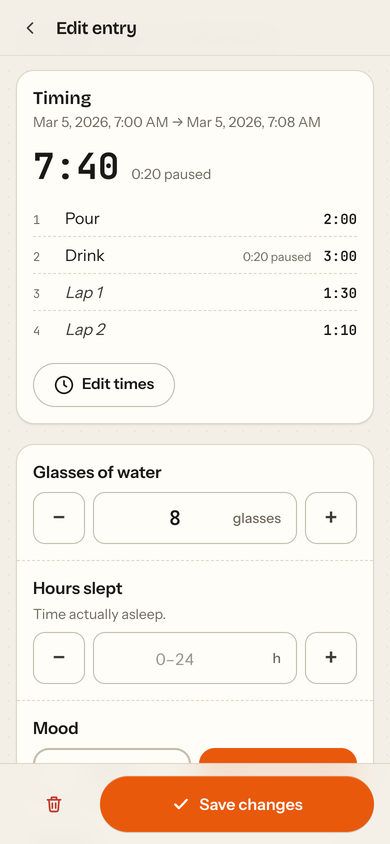 Edit entry
Timing
Mar 5, 2026, 7:00 AM → Mar 5, 2026, 7:08 AM
7:40 0:20 paused
1 Pour 2:00
2 Drink 0:20 paused 3:00
3 Lap 1 1:30
4 Lap 2 1:10
Edit times
Glasses of water
− 8 glasses +
Hours slept
Time actually asleep.
− 0–24 h +
Mood
Save changes